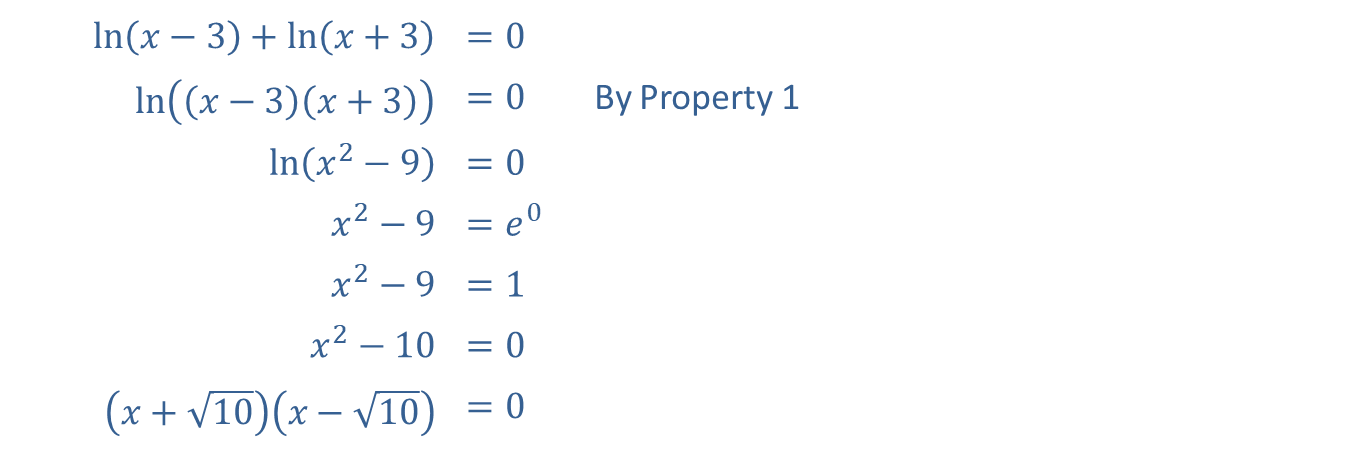 ln(𝑥 − 3) + ln(𝑥 + 3) = 0
ln((𝑥 − 3)(𝑥 + 3)) = 0 By Property 1
ln(𝑥² − 9) = 0
𝑥² − 9 = 𝑒⁰
𝑥² − 9 = 1
𝑥² − 10 = 0
(𝑥 + √10)(𝑥 − √10) = 0